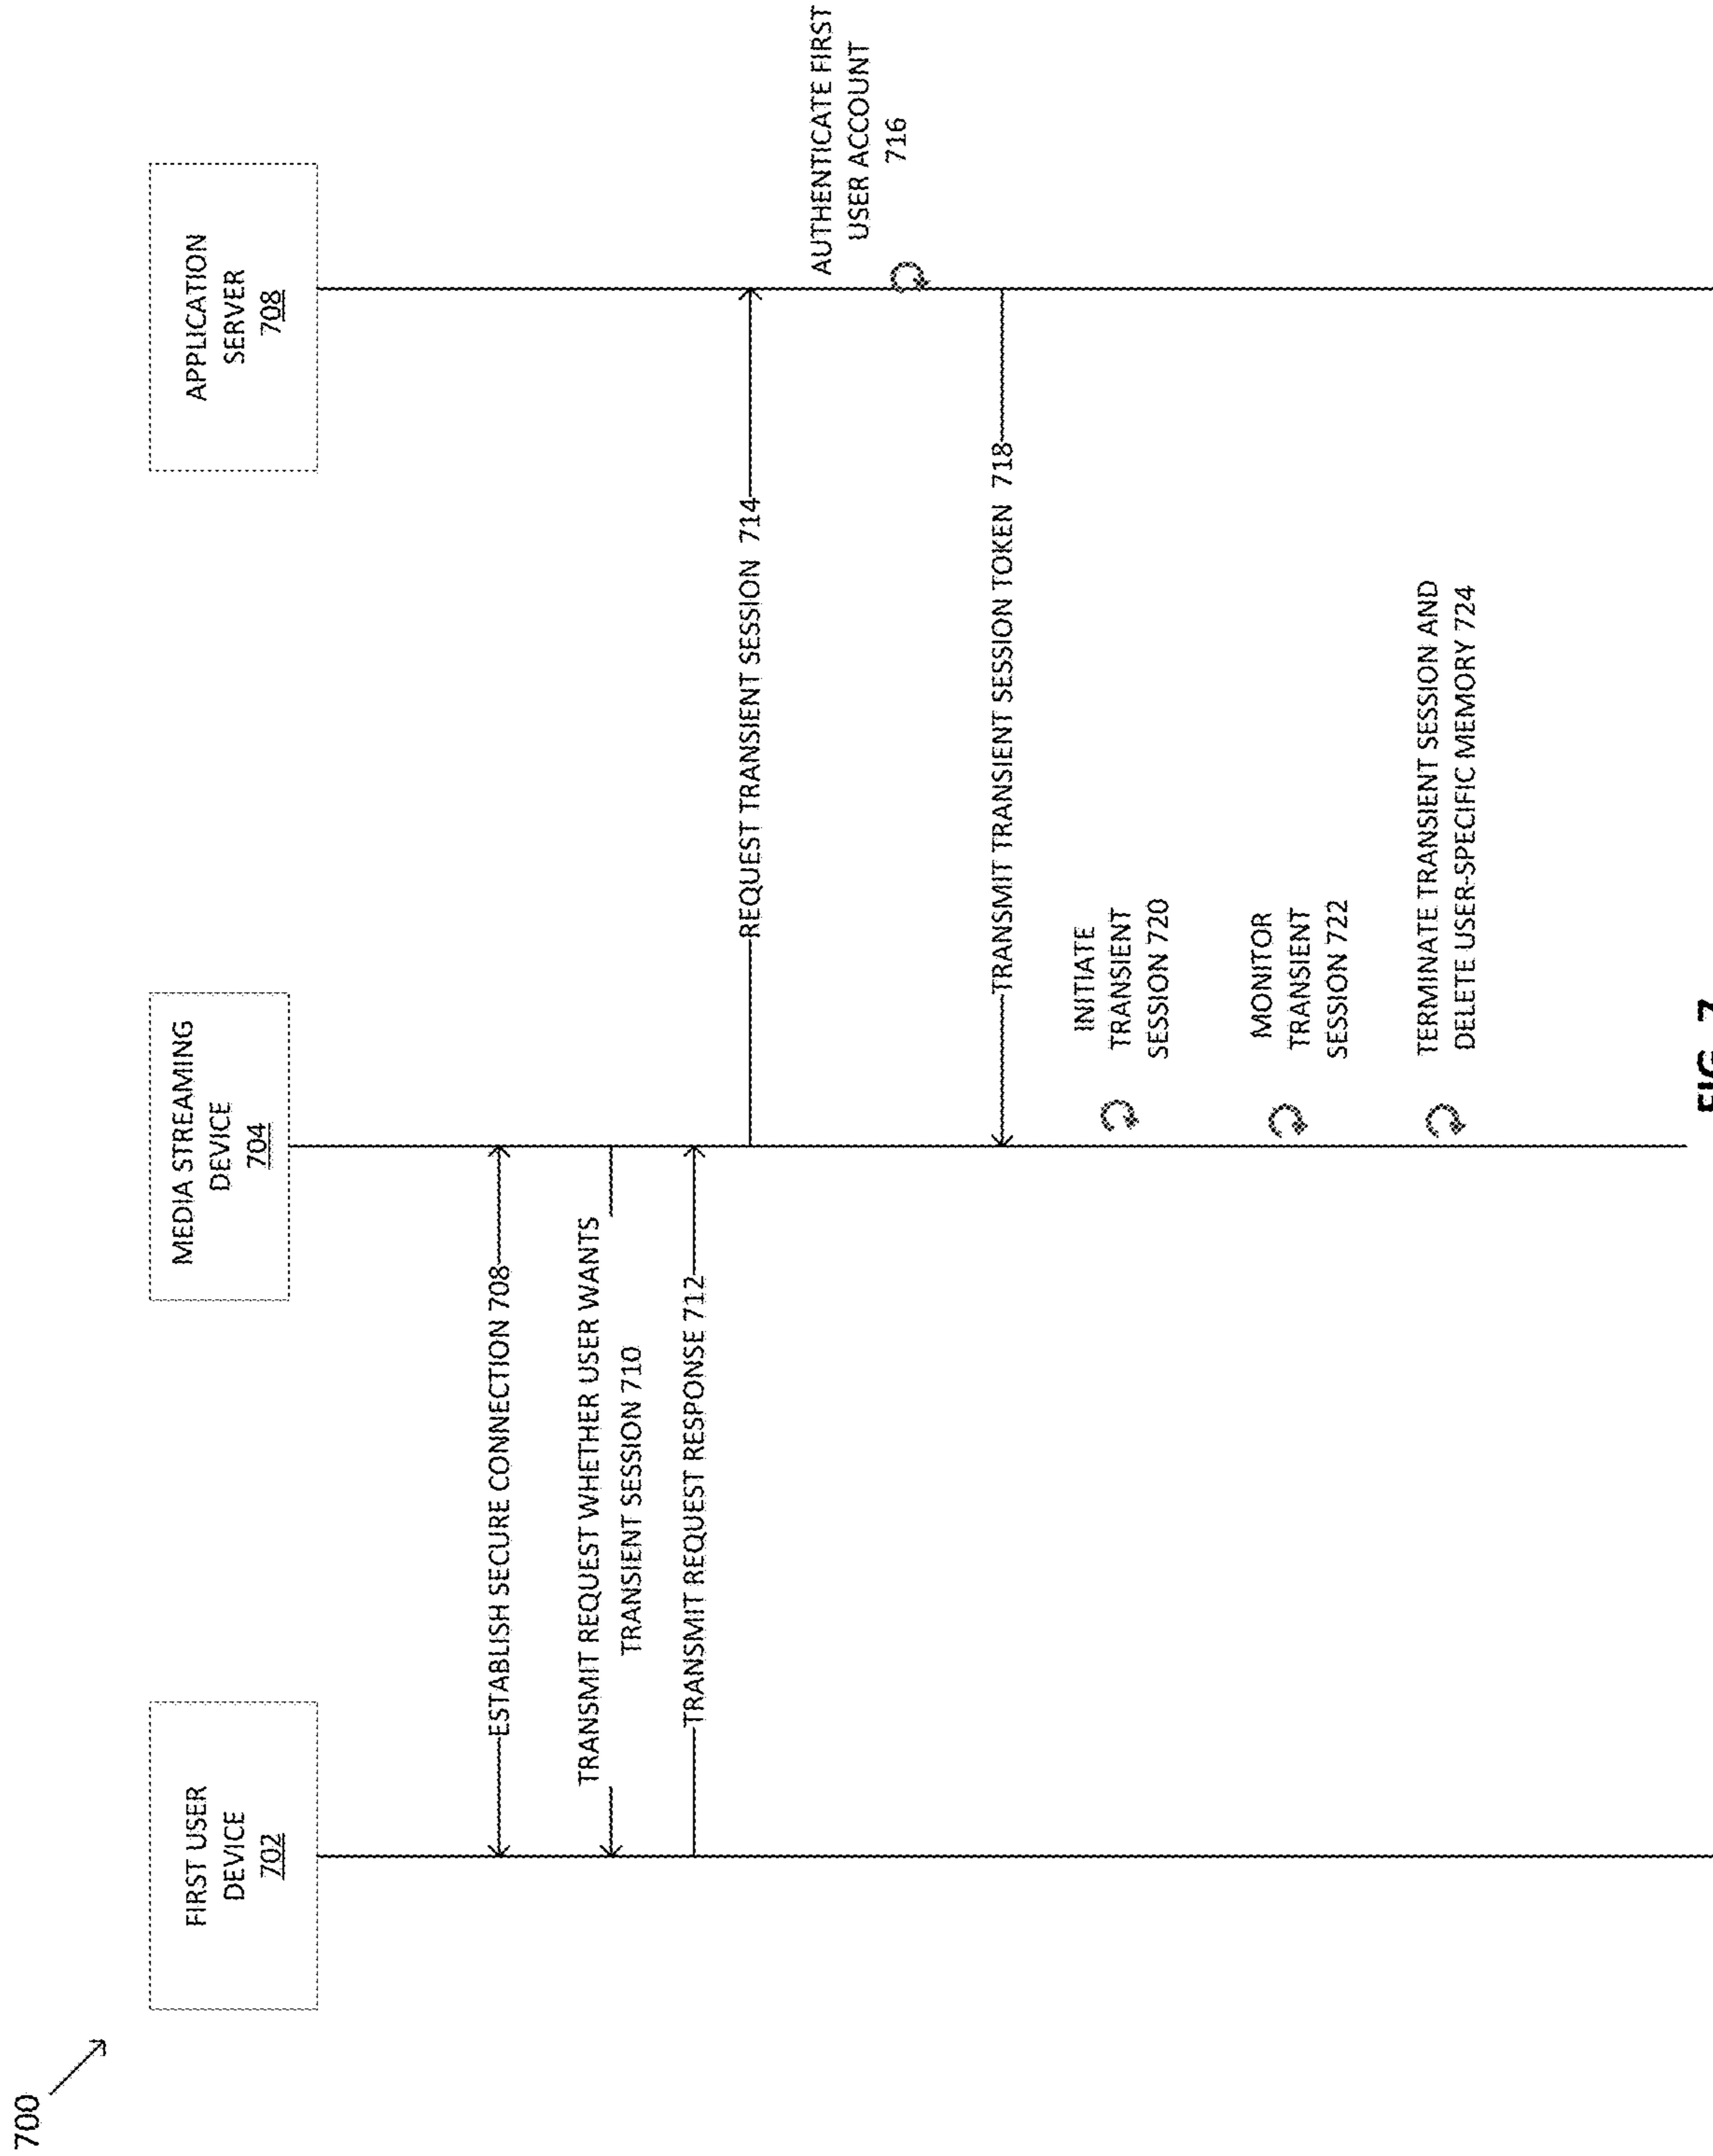 700
FIRST USER
DEVICE
702
MEDIA STREAMING
DEVICE
704
APPLICATION
SERVER
708
ESTABLISH SECURE CONNECTION 708
TRANSMIT REQUEST WHETHER USER WANTS
TRANSIENT SESSION 710
TRANSMIT REQUEST RESPONSE 712
REQUEST TRANSIENT SESSION 714
AUTHENTICATE FIRST
USER ACCOUNT
716
TRANSMIT TRANSIENT SESSION TOKEN 718
INITIATE
TRANSIENT
SESSION 720
MONITOR
TRANSIENT
SESSION 722
TERMINATE TRANSIENT SESSION AND
DELETE USER-SPECIFIC MEMORY 724
FIG. 7